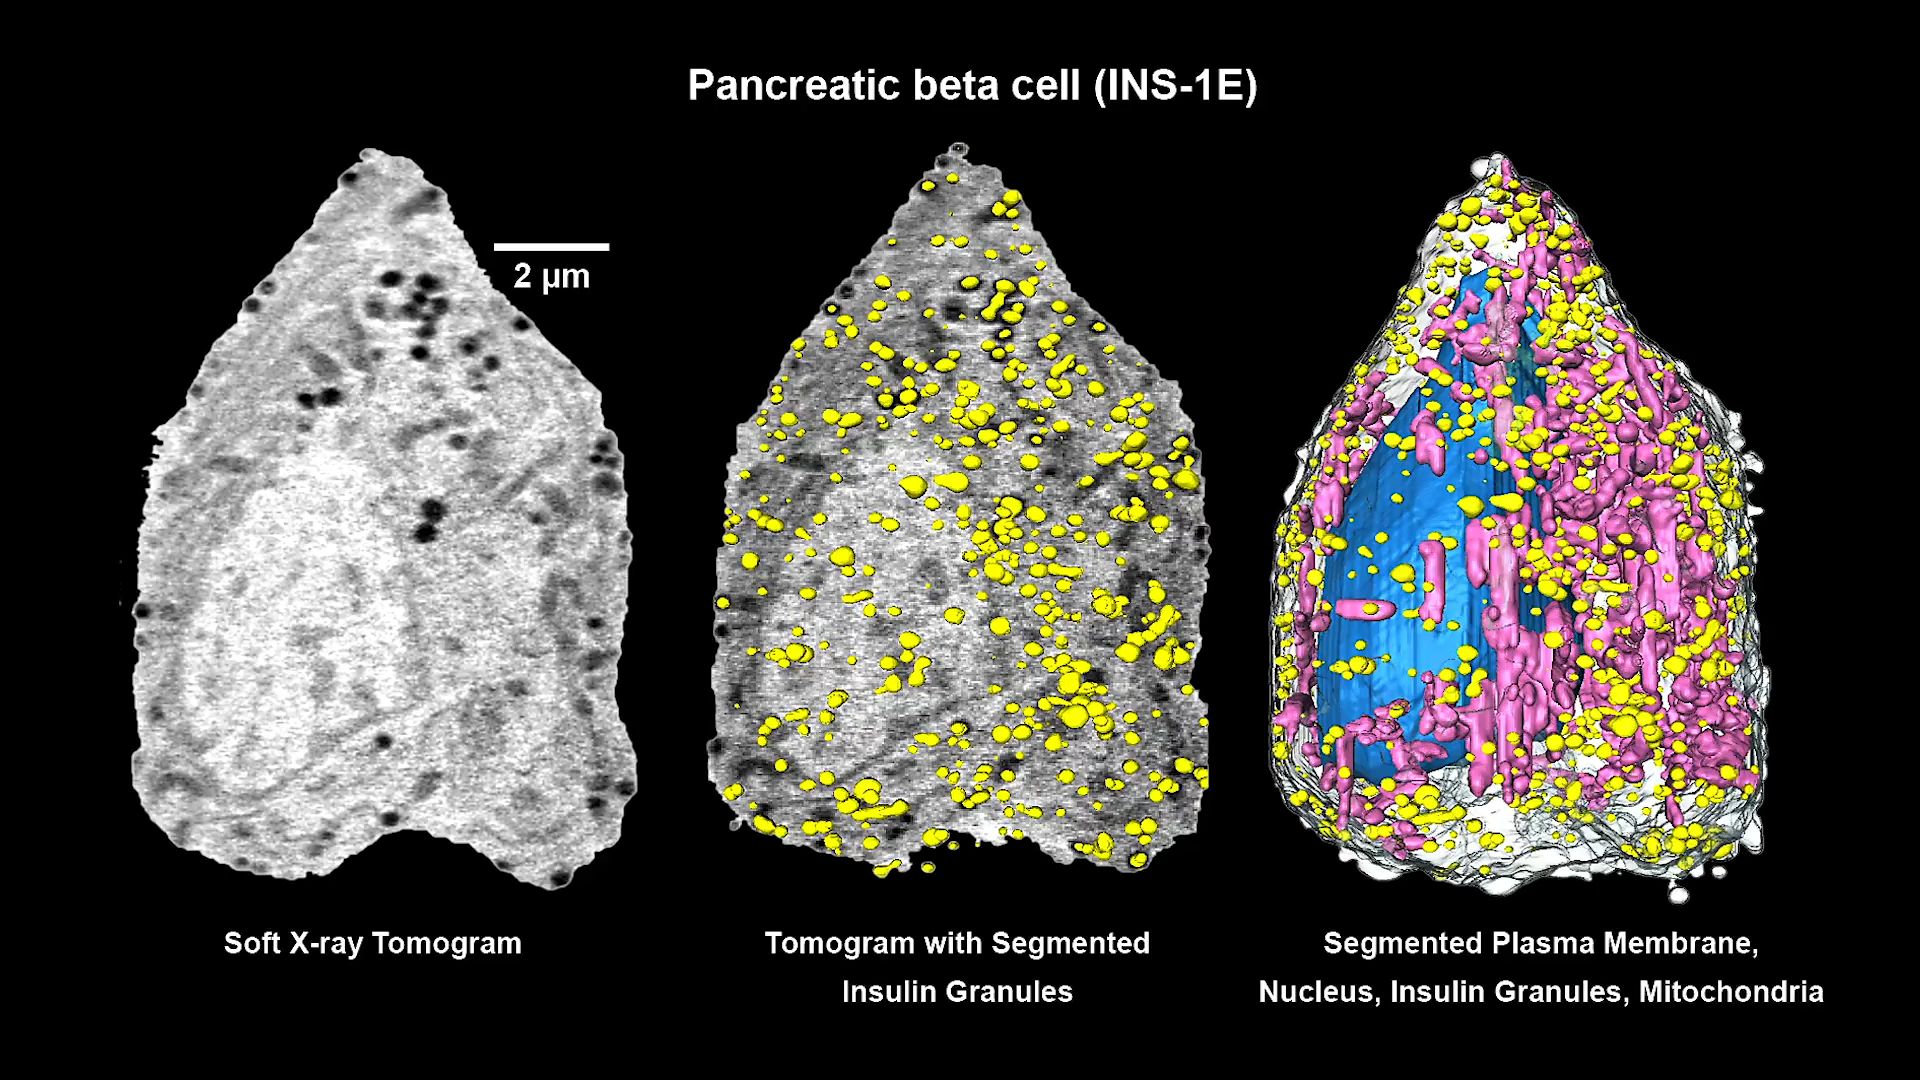 Pancreatic beta cell (INS-1E)
2 µm
Soft X-ray Tomogram
Tomogram with Segmented
Insulin Granules
Segmented Plasma Membrane,
Nucleus, Insulin Granules, Mitochondria